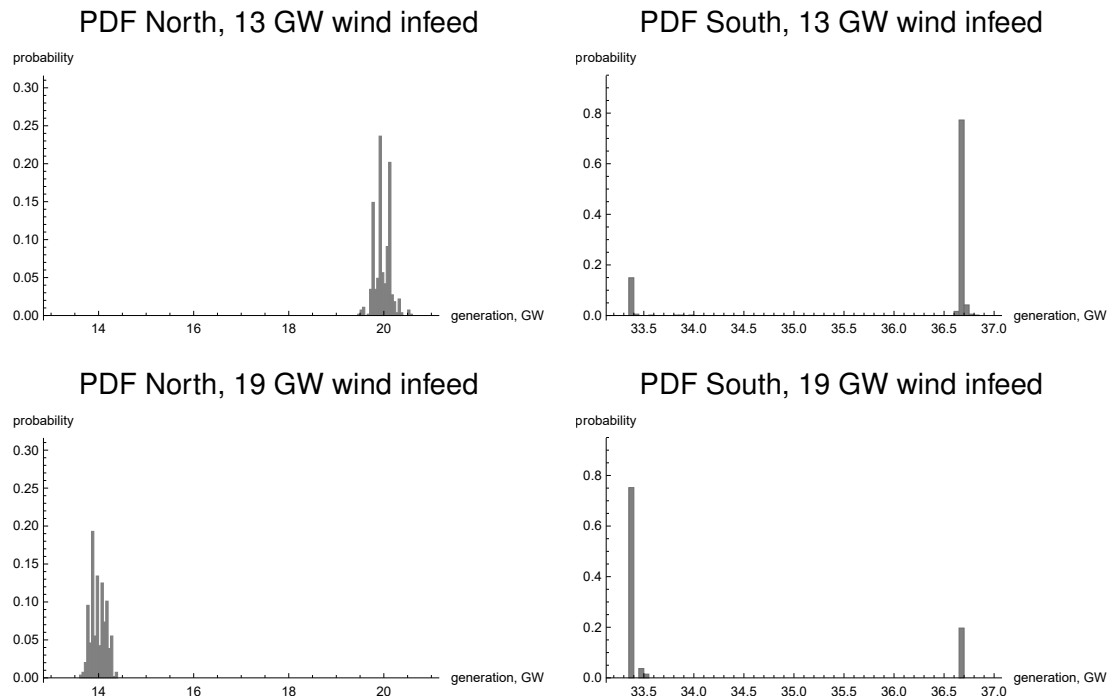 PDF North, 13 GW wind infeed
probability
0.30
0.25
0.20
0.15
0.10
0.05
0.00
14 16 18 20 generation, GW
PDF South, 13 GW wind infeed
probability
0.8
0.6
0.4
0.2
0.0
33.5 34.0 34.5 35.0 35.5 36.0 36.5 37.0 generation, GW
PDF North, 19 GW wind infeed
probability
0.30
0.25
0.20
0.15
0.10
0.05
0.00
14 16 18 20 generation, GW
PDF South, 19 GW wind infeed
probability
0.8
0.6
0.4
0.2
0.0
33.5 34.0 34.5 35.0 35.5 36.0 36.5 37.0 generation, GW